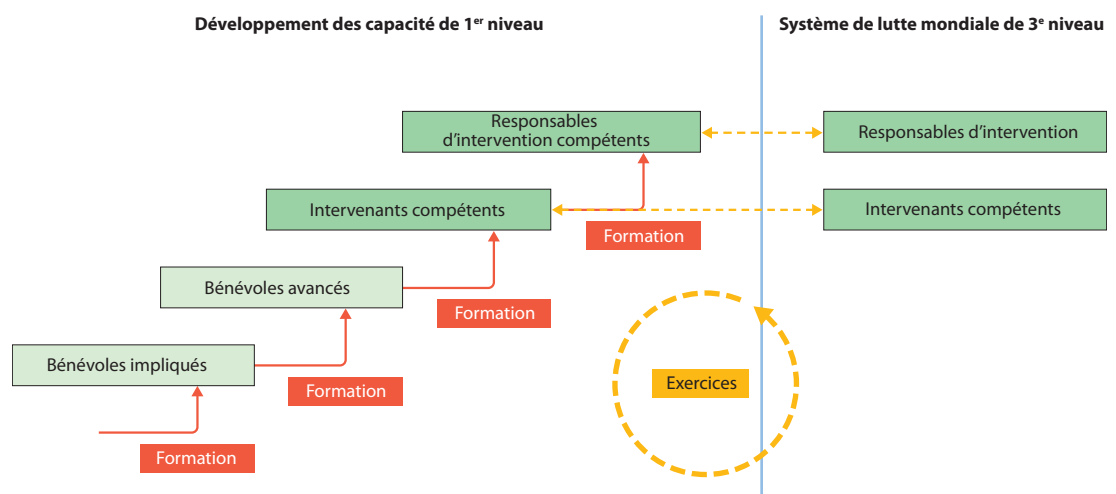 Développement des capacité de 1er niveau
Système de lutte mondiale de 3e niveau
Responsables
d'intervention compétents
Responsables d'intervention
Intervenants compétents
Intervenants compétents
Formation
Bénévoles avancés
Formation
Bénévoles impliqués
Exercices
Formation
Formation